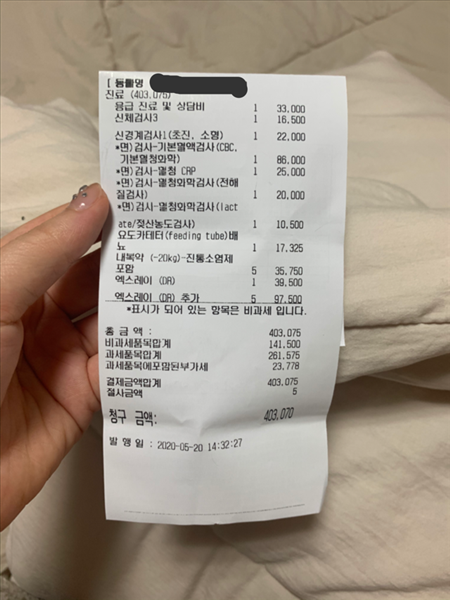 [ 동물명
진료 (403.075)
응급 진료 및 상담비 1 33.000
신체검사3 1 16.500
신경계검사1(초진, 소명) 1 22.000
*면)검사-기본혈액검사(CBC,
기본혈청화학) 1 86.000
*면)검사-혈청 CRP 1 25.000
*면)검사-혈청화학검사(전해
질검사) 1 20.000
*면)검사-혈청화학검사(lact
ate/젖산농도검사) 1 10.500
요도카테터(feeding tube)배
뇨 1 17.325
내복약 (~20kg)-진통소염제
포함 5 35.750
엑스레이 (DR) 1 39.500
엑스레이 (DR) 추가 5 97.500
*표시가 되어 있는 항목은 비과세 입니다.
총 금 액 : 403.075
비과세품목합계 141.500
과세품목합계 261.575
과세품목에포함된부가세 23.778
결제금액합계 403.075
절사금액 5
청구 금액: 403.070
발 행 일 : 2020-05-20 14:32:27